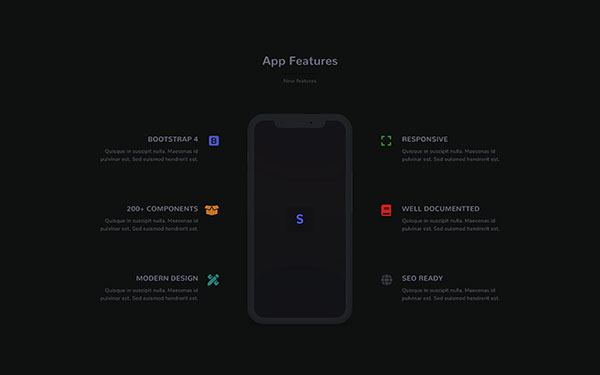 App Features
New features
BOOTSTRAP 4
Quisque in suscipit nulla. Maecenas id
pulvinar est. Sed euismod hendrerit est.
200+ COMPONENTS
Quisque in suscipit nulla. Maecenas id
pulvinar est. Sed euismod hendrerit est.
MODERN DESIGN
Quisque in suscipit nulla. Maecenas id
pulvinar est. Sed euismod hendrerit est.
S
RESPONSIVE
Quisque in suscipit nulla. Maecenas id
pulvinar est. Sed euismod hendrerit est.
WELL DOCUMENTTED
Quisque in suscipit nulla. Maecenas id
pulvinar est. Sed euismod hendrerit est.
SEO READY
Quisque in suscipit nulla. Maecenas id
pulvinar est. Sed euismod hendrerit est.